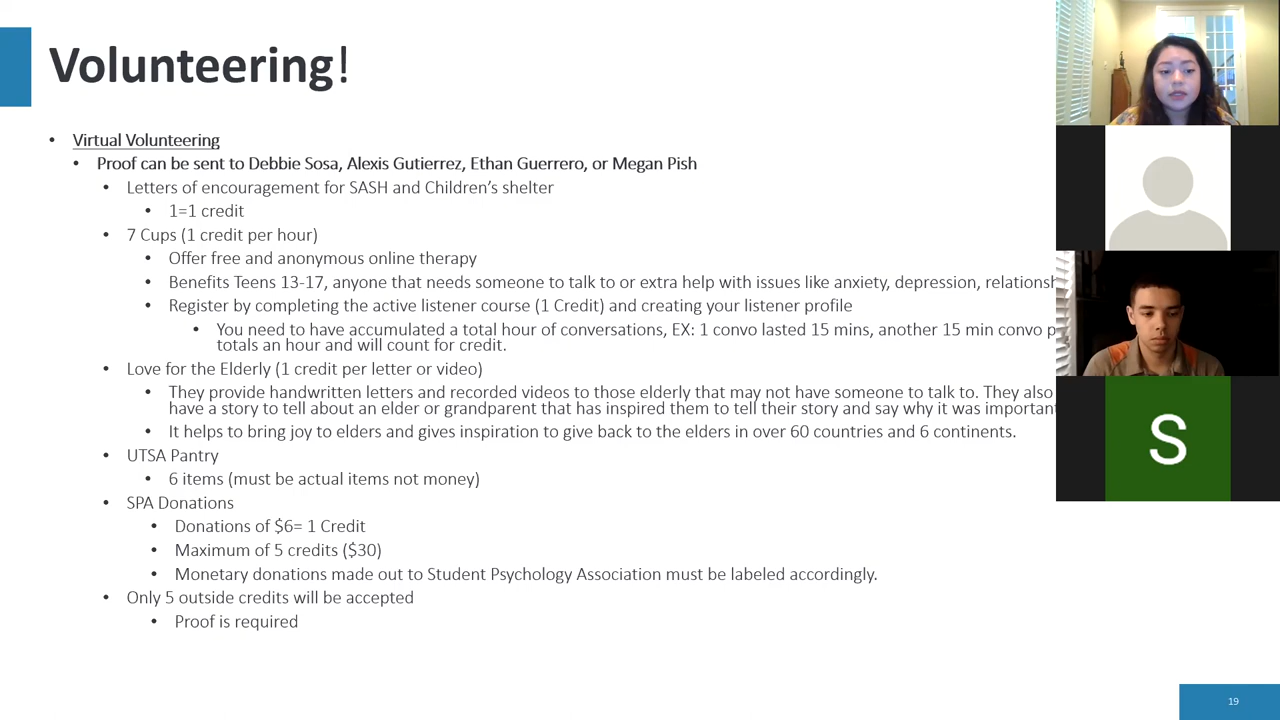 Volunteering!
• Virtual Volunteering
• Proof can be sent to Debbie Sosa, Alexis Gutierrez, Ethan Guerrero, or Megan Pish
• Letters of encouragement for SASH and Children’s shelter
• 1=1 credit
• 7 Cups (1 credit per hour)
• Offer free and anonymous online therapy
• Benefits Teens 13-17, anyone that needs someone to talk to or extra help with issues like anxiety, depression,
• Register by completing the active listener course (1 Credit) and creating your listener profile
• You need to have accumulated a total hour of conversations, EX: 1 convo lasted 15 mins, another 15 min convo
totals an hour and will count for credit.
• Love for the Elderly (1 credit per letter or video)
• They provide handwritten letters and recorded videos to those elderly that may not have someone to talk to. They also
have a story to tell about an elder or grandparent that has inspired them to tell their story and say why it was important
• It helps to bring joy to elders and gives inspiration to give back to the elders in over 60 countries and 6 continents.
• UTSA Pantry
• 6 items (must be actual items not money)
• SPA Donations
• Donations of $6= 1 Credit
• Maximum of 5 credits ($30)
• Monetary donations made out to Student Psychology Association must be labeled accordingly.
• Only 5 outside credits will be accepted
• Proof is required
S
19